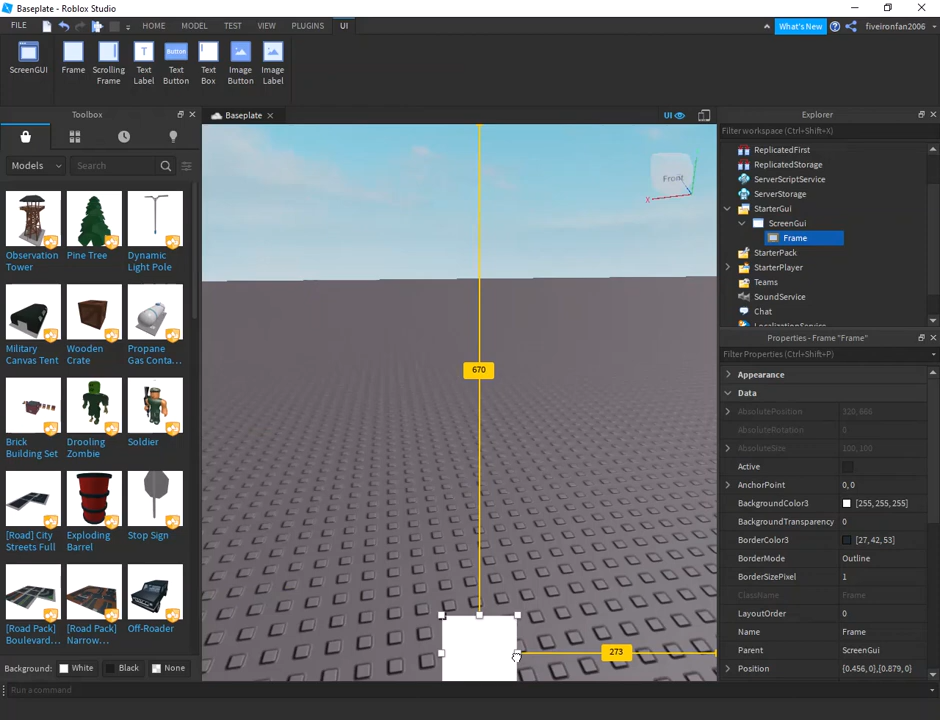 Baseplate - Roblox Studio
FILE HOME MODEL TEST VIEW PLUGINS UI What's New fiveironfan2006
ScreenGUI Frame Scrolling Frame Text Label Text Button Button Text Box Image Button Image Label
T
Toolbox
Models Search
Observation Tower
Pine Tree
Dynamic Light Pole
Military Canvas Tent
Wooden Crate
Propane Gas Conta...
Brick Building Set
Drooling Zombie
Soldier
[Road] City Streets Full
Exploding Barrel
Stop Sign
[Road Pack] Boulevard...
[Road Pack] Narrow...
Off-Roader
Background: White Black None
Run a command
Baseplate
UI
Front
X
670
273
Explorer
Filter workspace (Ctrl+Shift+X)
ReplicatedFirst
ReplicatedStorage
ServerScriptService
ServerStorage
StarterGui
ScreenGui
Frame
StarterPack
StarterPlayer
Teams
SoundService
Chat
LocalizationService
Properties - Frame "Frame"
Filter Properties (Ctrl+Shift+P)
Appearance
Data
AbsolutePosition 320, 666
AbsoluteRotation 0
AbsoluteSize 100, 100
Active
AnchorPoint 0, 0
BackgroundColor3 [255,255,255]
BackgroundTransparency 0
BorderColor3 [27,42,53]
BorderMode Outline
BorderSizePixel 1
ClassName Frame
LayoutOrder 0
Name Frame
Parent ScreenGui
Position {0.456, 0},{0.879, 0}